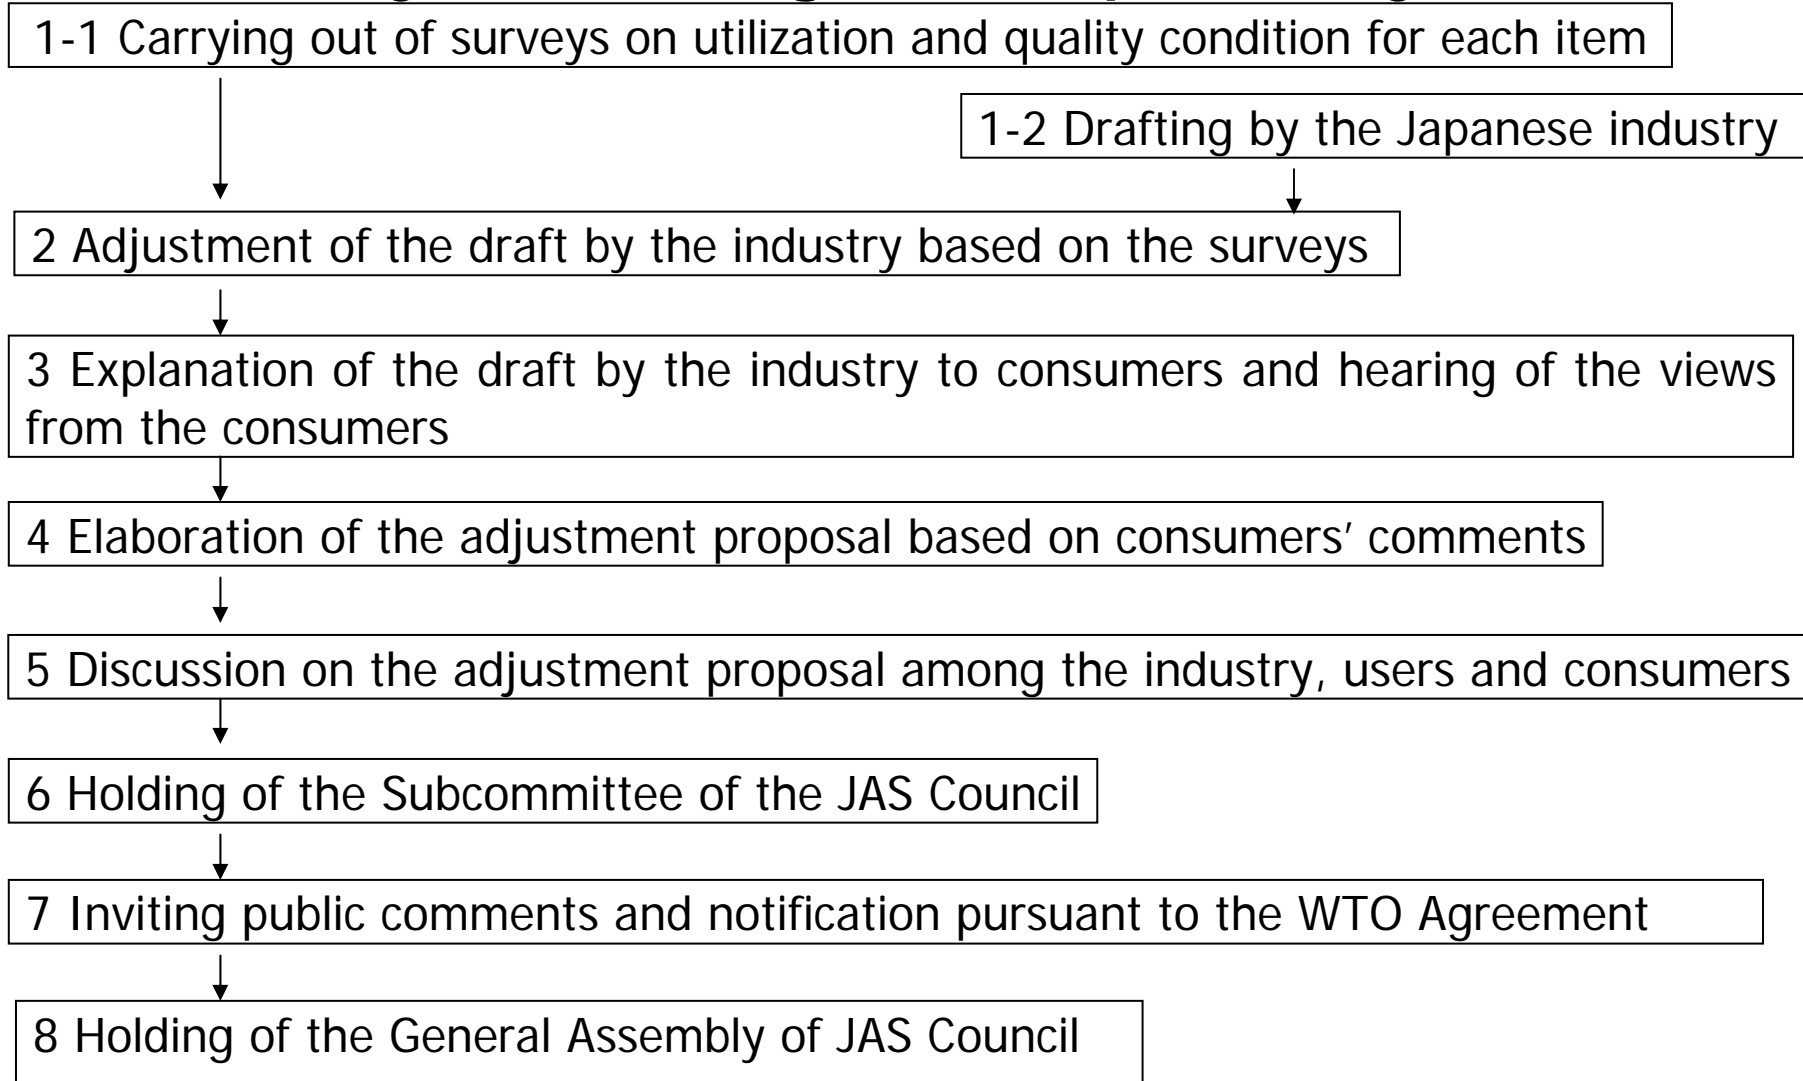 1-1 Carrying out of surveys on utilization and quality condition for each item
1-2 Drafting by the Japanese industry
2 Adjustment of the draft by the industry based on the surveys
3 Explanation of the draft by the industry to consumers and hearing of the views
from the consumers
4 Elaboration of the adjustment proposal based on consumers’ comments
5 Discussion on the adjustment proposal among the industry, users and consumers
6 Holding of the Subcommittee of the JAS Council
7 Inviting public comments and notification pursuant to the WTO Agreement
8 Holding of the General Assembly of JAS Council